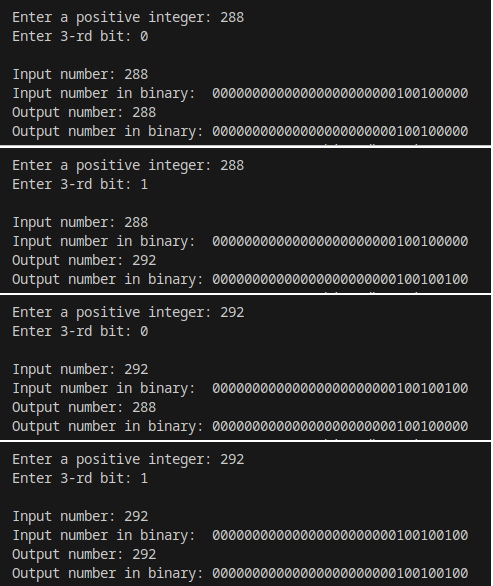 Enter a positive integer: 288
Enter 3-rd bit: 0
Input number: 288
Input number in binary:  00000000000000000000000100100000
Output number: 288
Output number in binary: 00000000000000000000000100100000
Enter a positive integer: 288
Enter 3-rd bit: 1
Input number: 288
Input number in binary:  00000000000000000000000100100000
Output number: 292
Output number in binary: 00000000000000000000000100100100
Enter a positive integer: 292
Enter 3-rd bit: 0
Input number: 292
Input number in binary:  00000000000000000000000100100100
Output number: 288
Output number in binary: 00000000000000000000000100100000
Enter a positive integer: 292
Enter 3-rd bit: 1
Input number: 292
Input number in binary:  00000000000000000000000100100100
Output number: 292
Output number in binary: 00000000000000000000000100100100